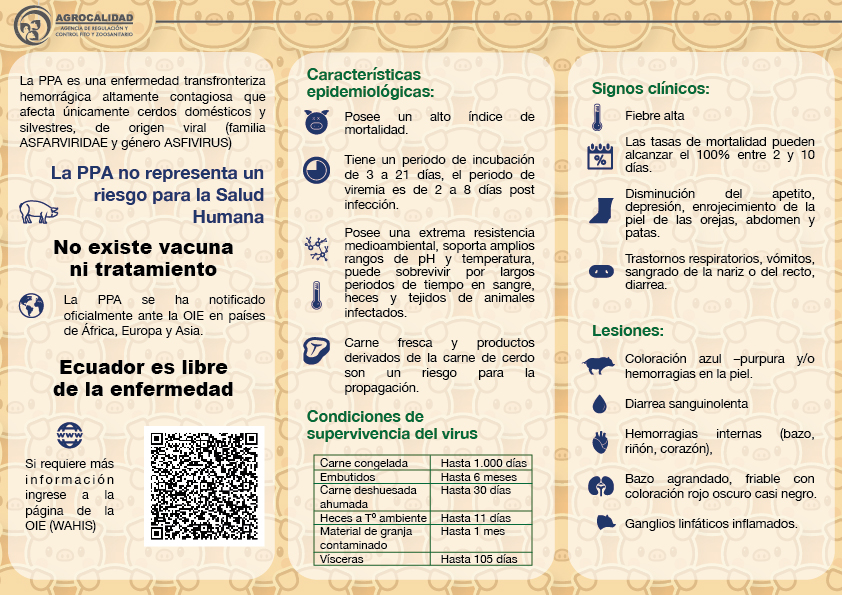 AGROCALIDAD
AGENCIA DE REGULACIÓN Y
CONTROL FITO Y ZOOSANITARIO
La PPA es una enfermedad transfronteriza
hemorrágica altamente contagiosa que
afecta únicamente cerdos domésticos y
silvestres, de origen viral (familia
ASFARVIRIDAE y género ASFIVIRUS)
La PPA no representa un
riesgo para la Salud
Humana
No existe vacuna
ni tratamiento
La PPA se ha notificado
oficialmente ante la OIE en países
de África, Europa y Asia.
Ecuador es libre
de la enfermedad
www
Si requiere más
información
ingrese a la
página de la
OIE (WAHIS)
Características
epidemiológicas:
Posee un alto índice de
mortalidad.
Tiene un periodo de incubación
de 3 a 21 días, el periodo de
viremia es de 2 a 8 días post
infección.
Posee una extrema resistencia
medioambiental, soporta amplios
rangos de pH y temperatura,
puede sobrevivir por largos
periodos de tiempo en sangre,
heces y tejidos de animales
infectados.
Carne fresca y productos
derivados de la carne de cerdo
son un riesgo para la
propagación.
Condiciones de
supervivencia del virus
Carne congelada Hasta 1.000 días
Embutidos Hasta 6 meses
Carne deshuesada Hasta 30 días
ahumada
Heces a Tº ambiente Hasta 11 días
Material de granja Hasta 1 mes
contaminado
Vísceras Hasta 105 días
Signos clínicos:
Fiebre alta
%
Las tasas de mortalidad pueden
alcanzar el 100% entre 2 y 10
días.
Disminución del apetito,
depresión, enrojecimiento de la
piel de las orejas, abdomen y
patas.
Trastornos respiratorios, vómitos,
sangrado de la nariz o del recto,
diarrea.
Lesiones:
Coloración azul –purpura y/o
hemorragias en la piel.
Diarrea sanguinolenta
Hemorragias internas (bazo,
riñón, corazón),
Bazo agrandado, friable con
coloración rojo oscuro casi negro.
Ganglios linfáticos inflamados.